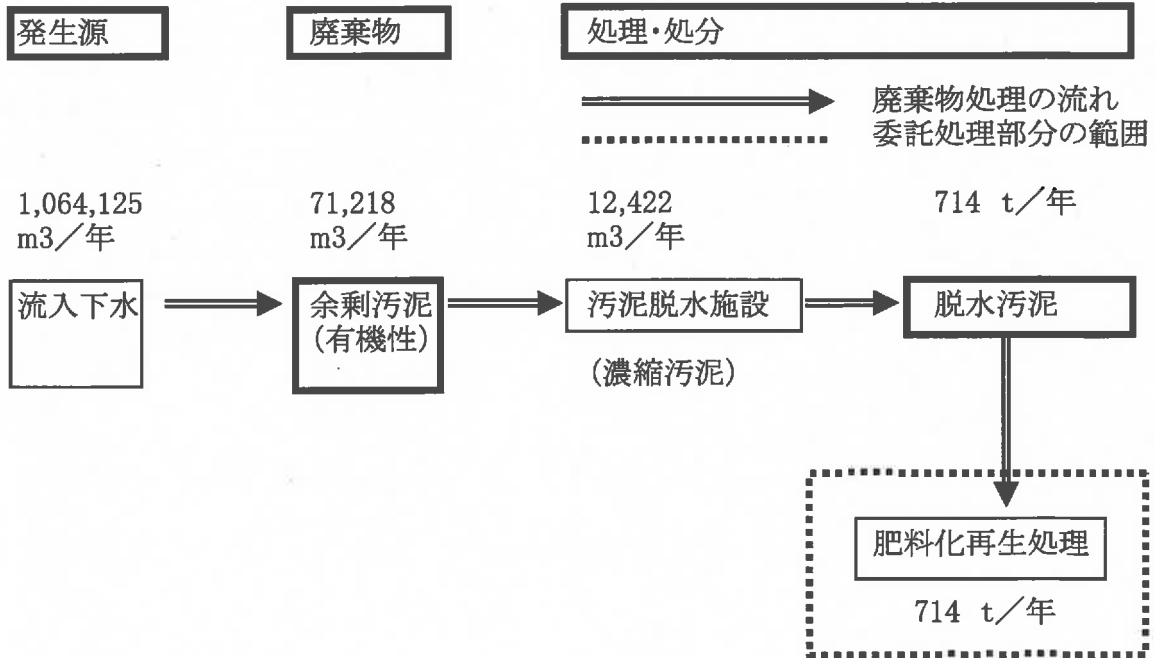 発生源
廃棄物
処理・処分
廃棄物処理の流れ
委託処理部分の範囲
1,064,125
m3／年
71,218
m3／年
12,422
m3／年
714 t／年
流入下水
余剰汚泥
(有機性)
汚泥脱水施設
(濃縮汚泥)
脱水汚泥
肥料化再生処理
714 t／年